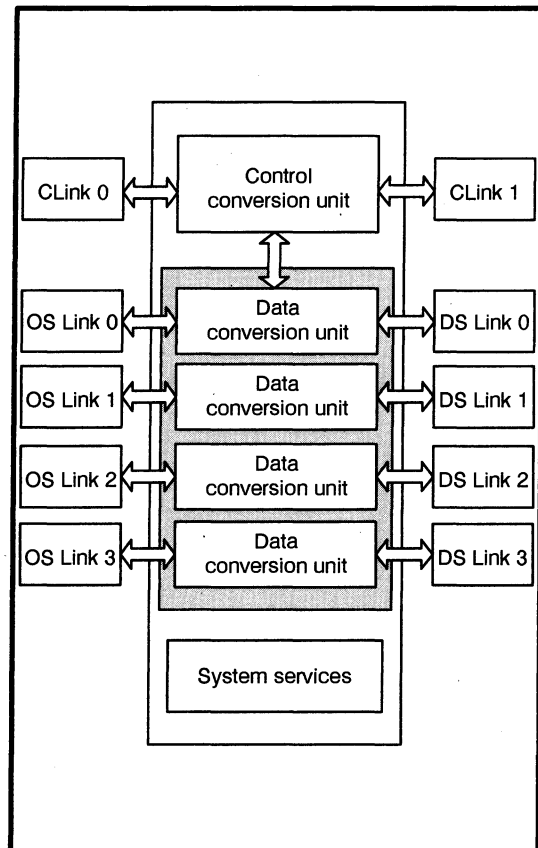 CLink 0
Control
conversion unit
CLink 1
OS Link 0
Data
conversion unit
DS Link 0
OS Link 1
Data
conversion unit
DS Link 1
OS Link 2
Data
conversion unit
DS Link 2
OS Link 3
Data
conversion unit
DS Link 3
System services